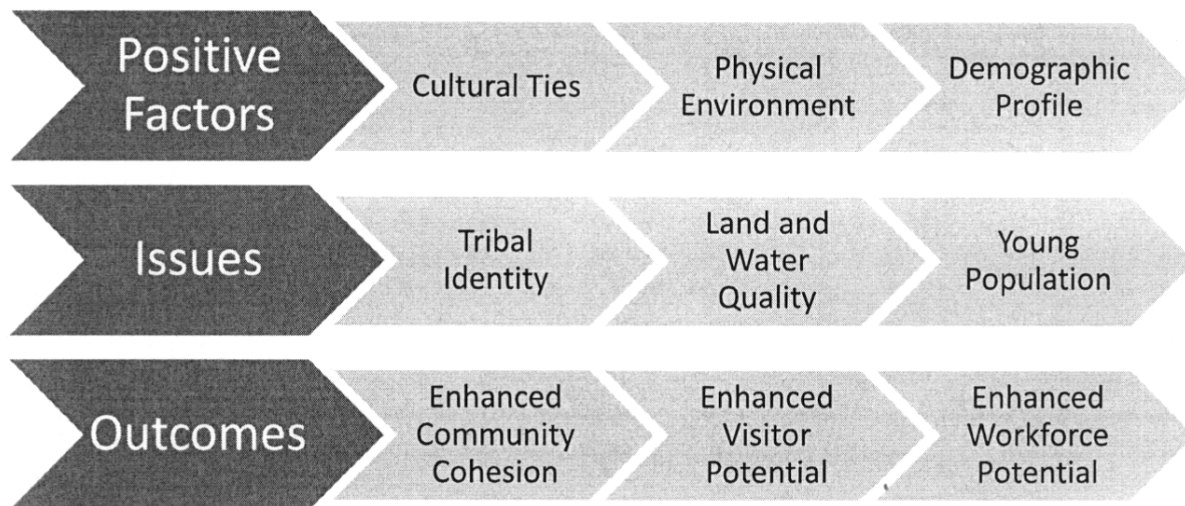 Positive
Factors
Cultural Ties
Physical
Environment
Demographic
Profile
Issues
Tribal
Identity
Land and
Water
Quality
Young
Population
Outcomes
Enhanced
Community
Cohesion
Enhanced
Visitor
Potential
Enhanced
Workforce
Potential